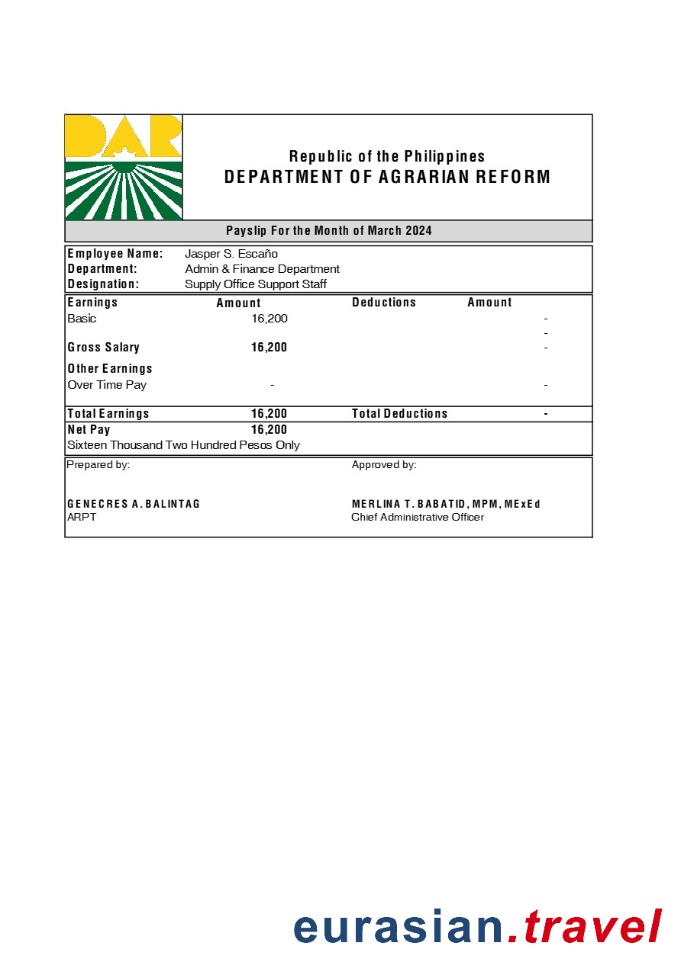 DAR
Republic of the Philippines
DEPARTMENT OF AGRARIAN REFORM
Payslip For the Month of March 2024
Employee Name: Jasper S. Escaño
Department: Admin & Finance Department
Designation: Supply Office Support Staff
Earnings Amount Deductions Amount
Basic 16,200 -
-
Gross Salary 16,200 -
Other Earnings
Over Time Pay - -
Total Earnings 16,200 Total Deductions -
Net Pay 16,200
Sixteen Thousand Two Hundred Pesos Only
Prepared by: Approved by:
GENECRES A. BALINTAG MERLINA T. BABATID, MPM, MExEd
ARPT Chief Administrative Officer
eurasian.travel